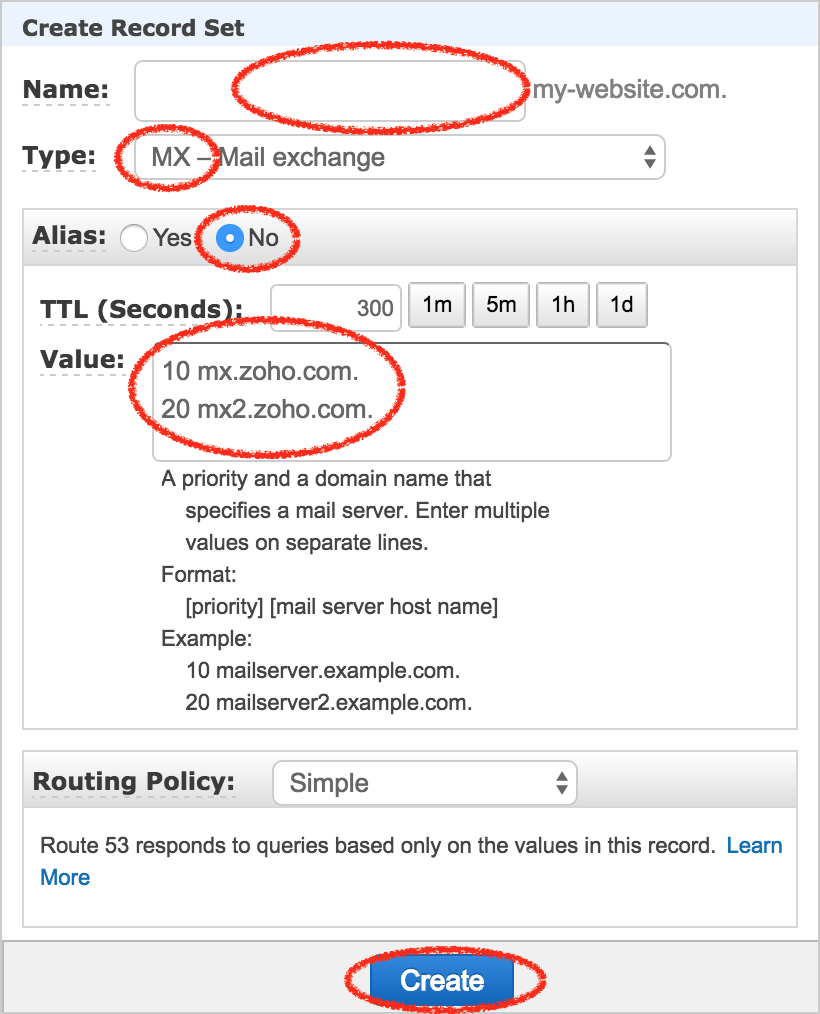 Create Record Set
Name: my-website.com.
Type: MX – Mail exchange
Alias: Yes No
TTL (Seconds): 300 1m 5m 1h 1d
Value: 10 mx.zoho.com.
20 mx2.zoho.com.
A priority and a domain name that
specifies a mail server. Enter multiple
values on separate lines.
Format:
[priority] [mail server host name]
Example:
10 mailserver.example.com.
20 mailserver2.example.com.
Routing Policy: Simple
Route 53 responds to queries based only on the values in this record. Learn
More
Create